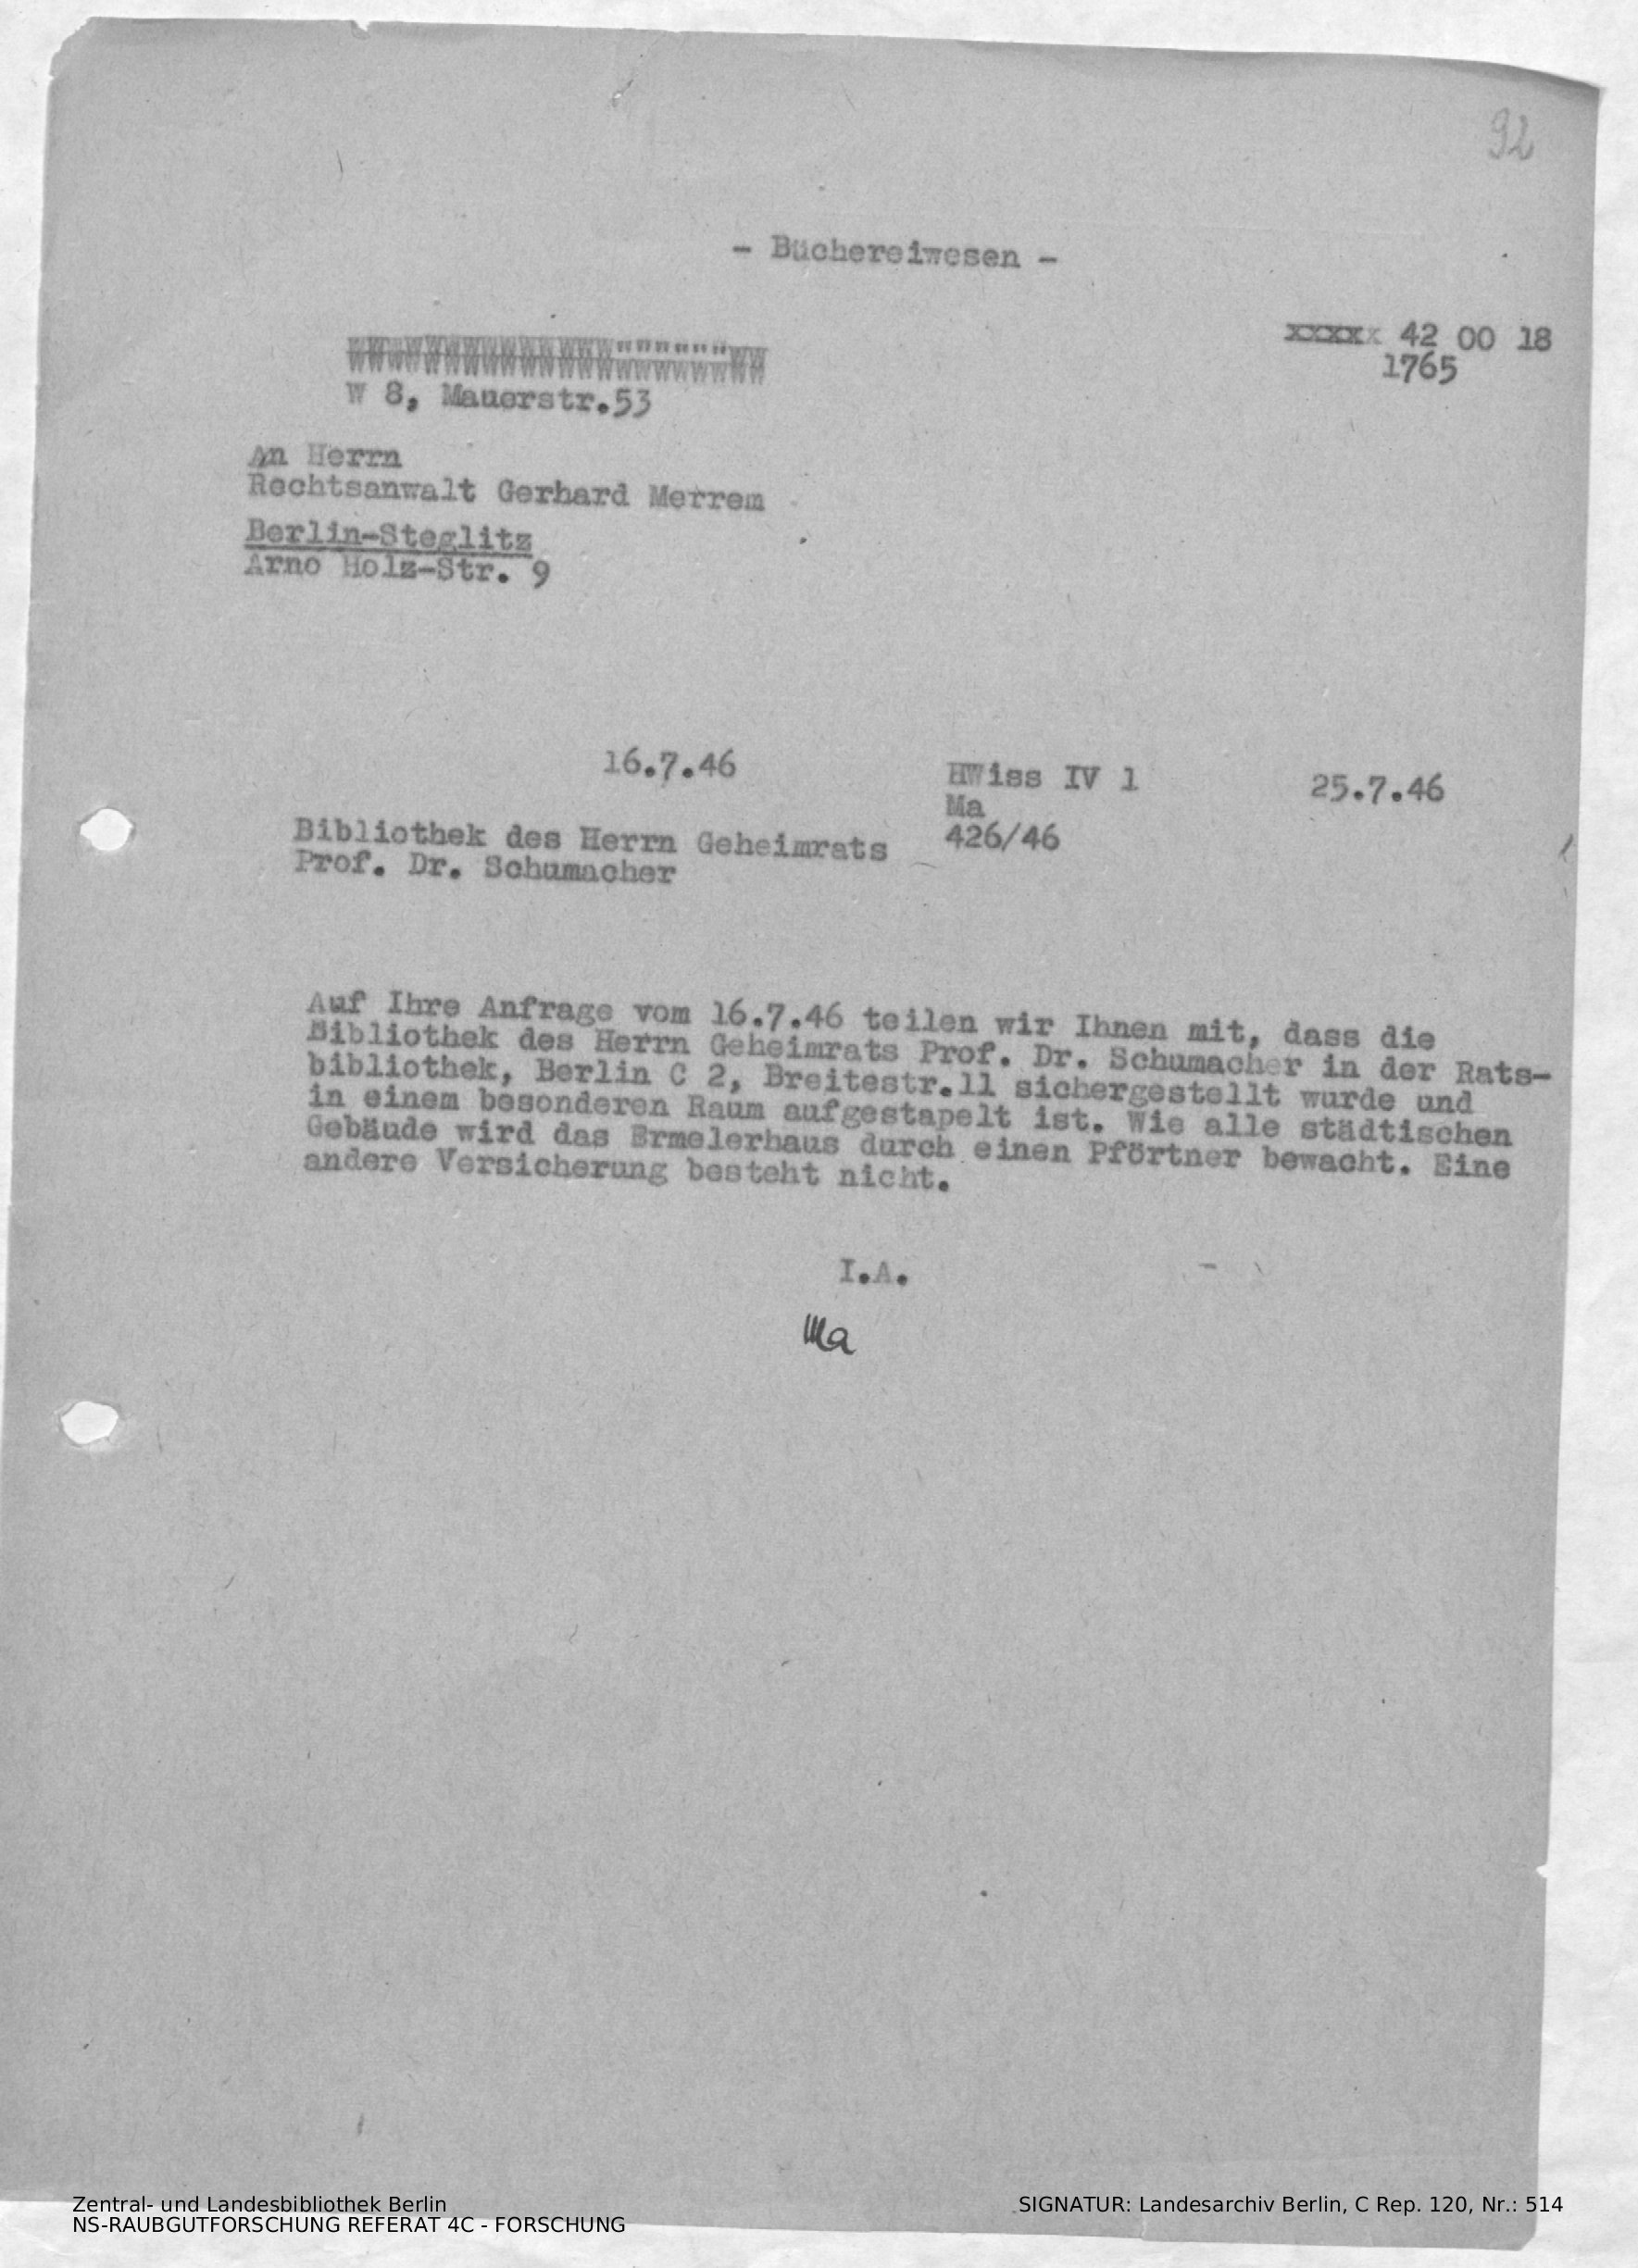 92
- Büchereiwesen -
xxxxx 42 00 18
1765
W 8, Mauerstr.53
An Herrn
Rechtsanwalt Gerhard Merrem
Berlin-Steglitz
Arno Holz-Str. 9
16.7.46
HWiss IV 1
25.7.46
Ma
426/46
Bibliothek des Herrn Geheimrats
Prof. Dr. Schumacher
Auf Ihre Anfrage vom 16.7.46 teilen wir Ihnen mit, dass die
Bibliothek des Herrn Geheimrats Prof. Dr. Schumacher in der Rats-
bibliothek, Berlin C 2, Breitestr.11 sichergestellt wurde und
in einem besonderen Raum aufgestapelt ist. Wie alle städtischen
Gebäude wird das Ermelerhaus durch einen Pförtner bewacht. Eine
andere Versicherung besteht nicht.
I.A.
Ma
Zentral- und Landesbibliothek Berlin
NS-RAUBGUTFORSCHUNG REFERAT 4C - FORSCHUNG
SIGNATUR: Landesarchiv Berlin, C Rep. 120, Nr.: 514